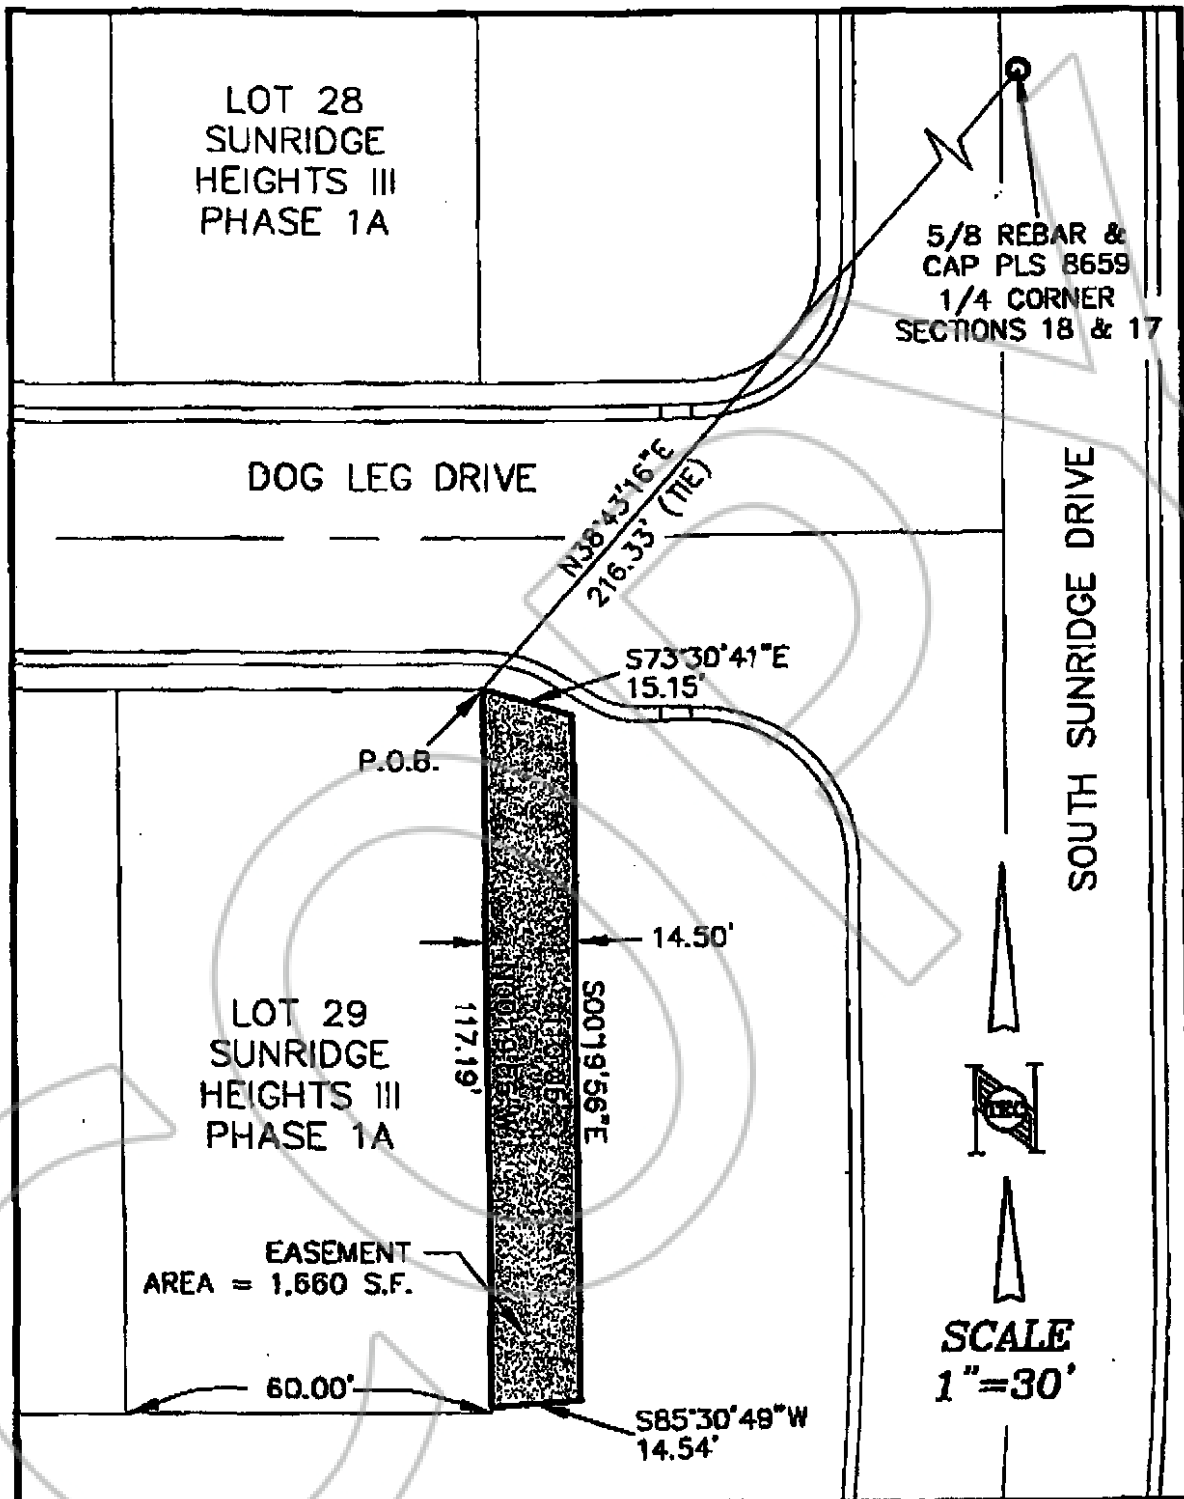 LOT 28
SUNRIDGE
HEIGHTS III
PHASE 1A
5/8 REBAR &
CAP PLS 8659
1/4 CORNER
SECTIONS 18 & 17
DOG LEG DRIVE
N38°43'16"E
216.33' (TIE)
SOUTH SUNRIDGE DRIVE
S73°30'41"E
15.15'
P.O.B.
14.50'
S00°19'56"E
117.19'
LOT 29
SUNRIDGE
HEIGHTS III
PHASE 1A
TEC
EASEMENT
AREA = 1,660 S.F.
60.00'
S85°30'49"W
14.54'
SCALE
1"=30'
COPY